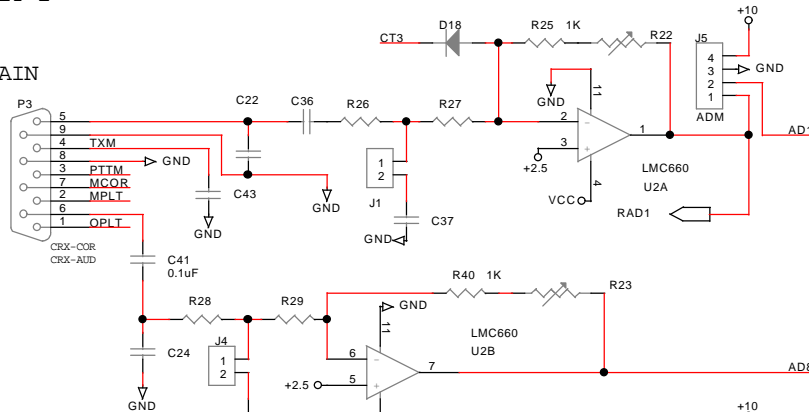 AIN
P3
5
9
4
8
3
7
2
6
1
TXM
GND
PTTM
MCOR
MPLT
OPLT
CRX-COR
CRX-AUD
C22
C43
GND
GND
C36
R26
R27
J1
1
2
C37
GND
CT3
D18
R25 1K
R22
GND
11
2
3
1
4
+2.5
VCC
LMC660
U2A
+10
J5
4
3
2
1
GND
ADM
AD1
RAD1
C41
0.1uF
C24
GND
R28
R29
J4
1
2
R40 1K
R23
GND
11
6
5
7
+2.5
LMC660
U2B
AD8
+10